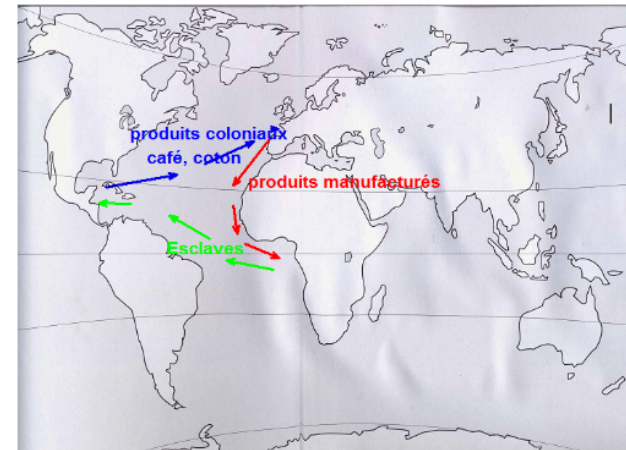 produits coloniaux
café, coton
produits manufacturés
Esclaves